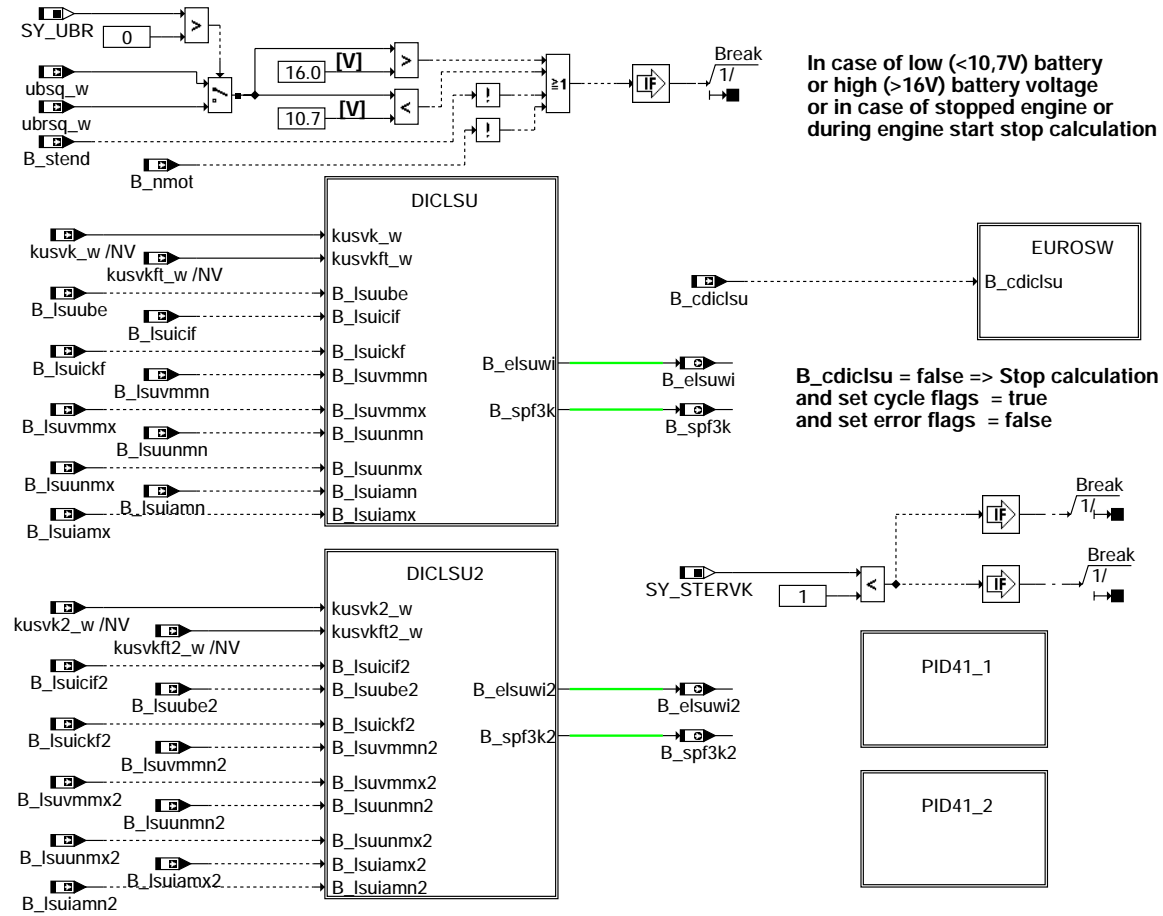 SY_UBR
0
>
ubsq_w
ubrsq_w
B_stend
B_nmot
16.0
[V]
>
10.7
[V]
<
!
!
≥1
IF
Break
1/
In case of low (<10,7V) battery
or high (>16V) battery voltage
or in case of stopped engine or
during engine start stop calculation
DICLSU
kusvk_w /NV
kusvk_w
kusvkft_w /NV
kusvkft_w
B_lsuube
B_lsuube
B_lsuicif
B_lsuicif
B_lsuickf
B_lsuickf
B_lsuvmmn
B_lsuvmmn
B_lsuvmmx
B_lsuvmmx
B_lsuunmn
B_lsuunmn
B_lsuunmx
B_lsuunmx
B_lsuiamn
B_lsuiamn
B_lsuiamx
B_lsuiamx
B_elsuwi
B_elsuwi
B_spf3k
B_spf3k
EUROSW
B_cdiclsu
B_cdiclsu
B_cdiclsu = false => Stop calculation
and set cycle flags = true
and set error flags = false
DICLSU2
kusvk2_w /NV
kusvk2_w
kusvkft2_w /NV
kusvkft2_w
B_lsuicif2
B_lsuicif2
B_lsuube2
B_lsuube2
B_lsuickf2
B_lsuickf2
B_lsuvmmn2
B_lsuvmmn2
B_lsuvmmx2
B_lsuvmmx2
B_lsuunmn2
B_lsuunmn2
B_lsuunmx2
B_lsuunmx2
B_lsuiamx2
B_lsuiamx2
B_lsuiamn2
B_lsuiamn2
B_elsuwi2
B_elsuwi2
B_spf3k2
B_spf3k2
SY_STERVK
1
<
IF
Break
1/
IF
Break
1/
PID41_1
PID41_2